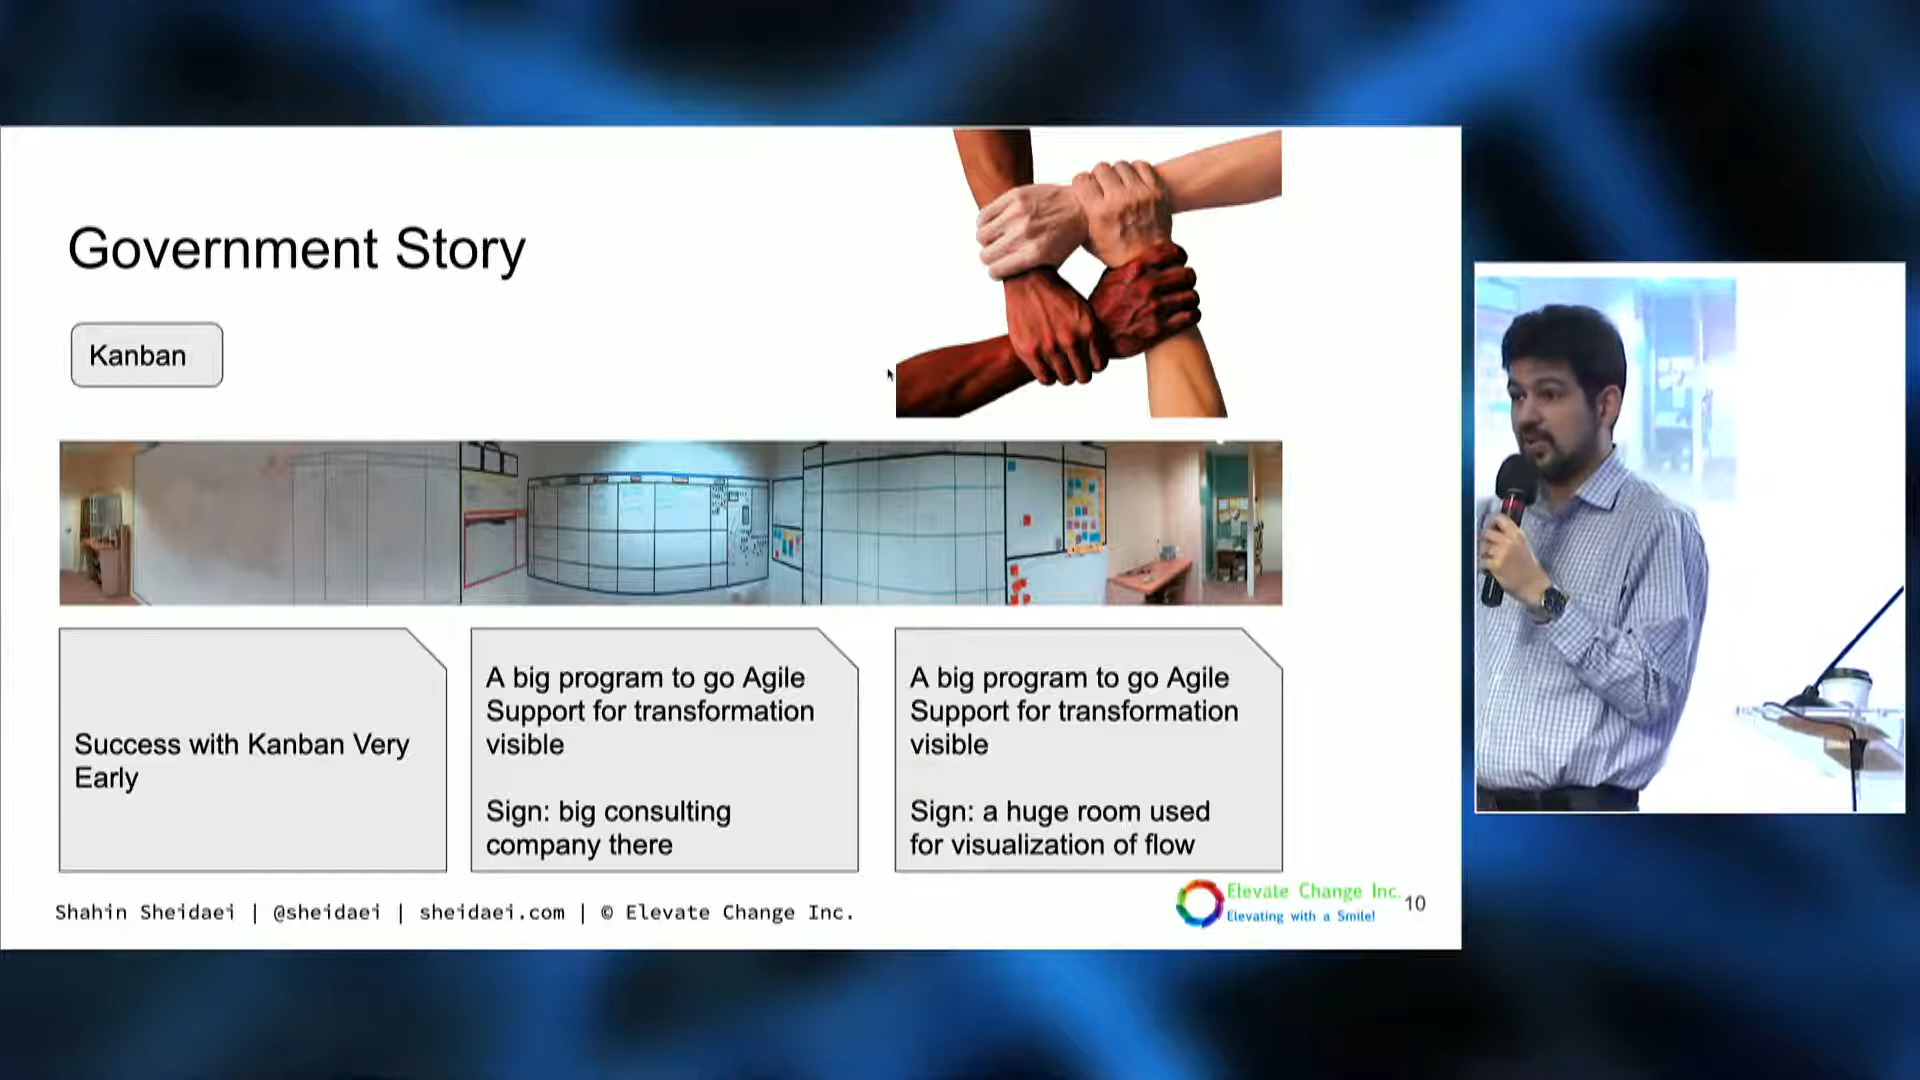 Government Story
Kanban
Success with Kanban Very
Early
A big program to go Agile
Support for transformation
visible
Sign: big consulting
company there
A big program to go Agile
Support for transformation
visible
Sign: a huge room used
for visualization of flow
Shahin Sheidaei | @sheidaei | sheidaei.com | © Elevate Change Inc.
Elevate Change Inc.
Elevating with a Smile!
10